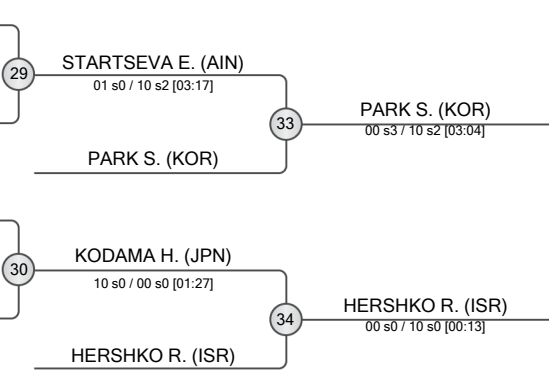 29
STARTSEVA E. (AIN)
01 s0 / 10 s2 [03:17]
33
PARK S. (KOR)
00 s3 / 10 s2 [03:04]
PARK S. (KOR)
30
KODAMA H. (JPN)
10 s0 / 00 s0 [01:27]
34
HERSHKO R. (ISR)
00 s0 / 10 s0 [00:13]
HERSHKO R. (ISR)